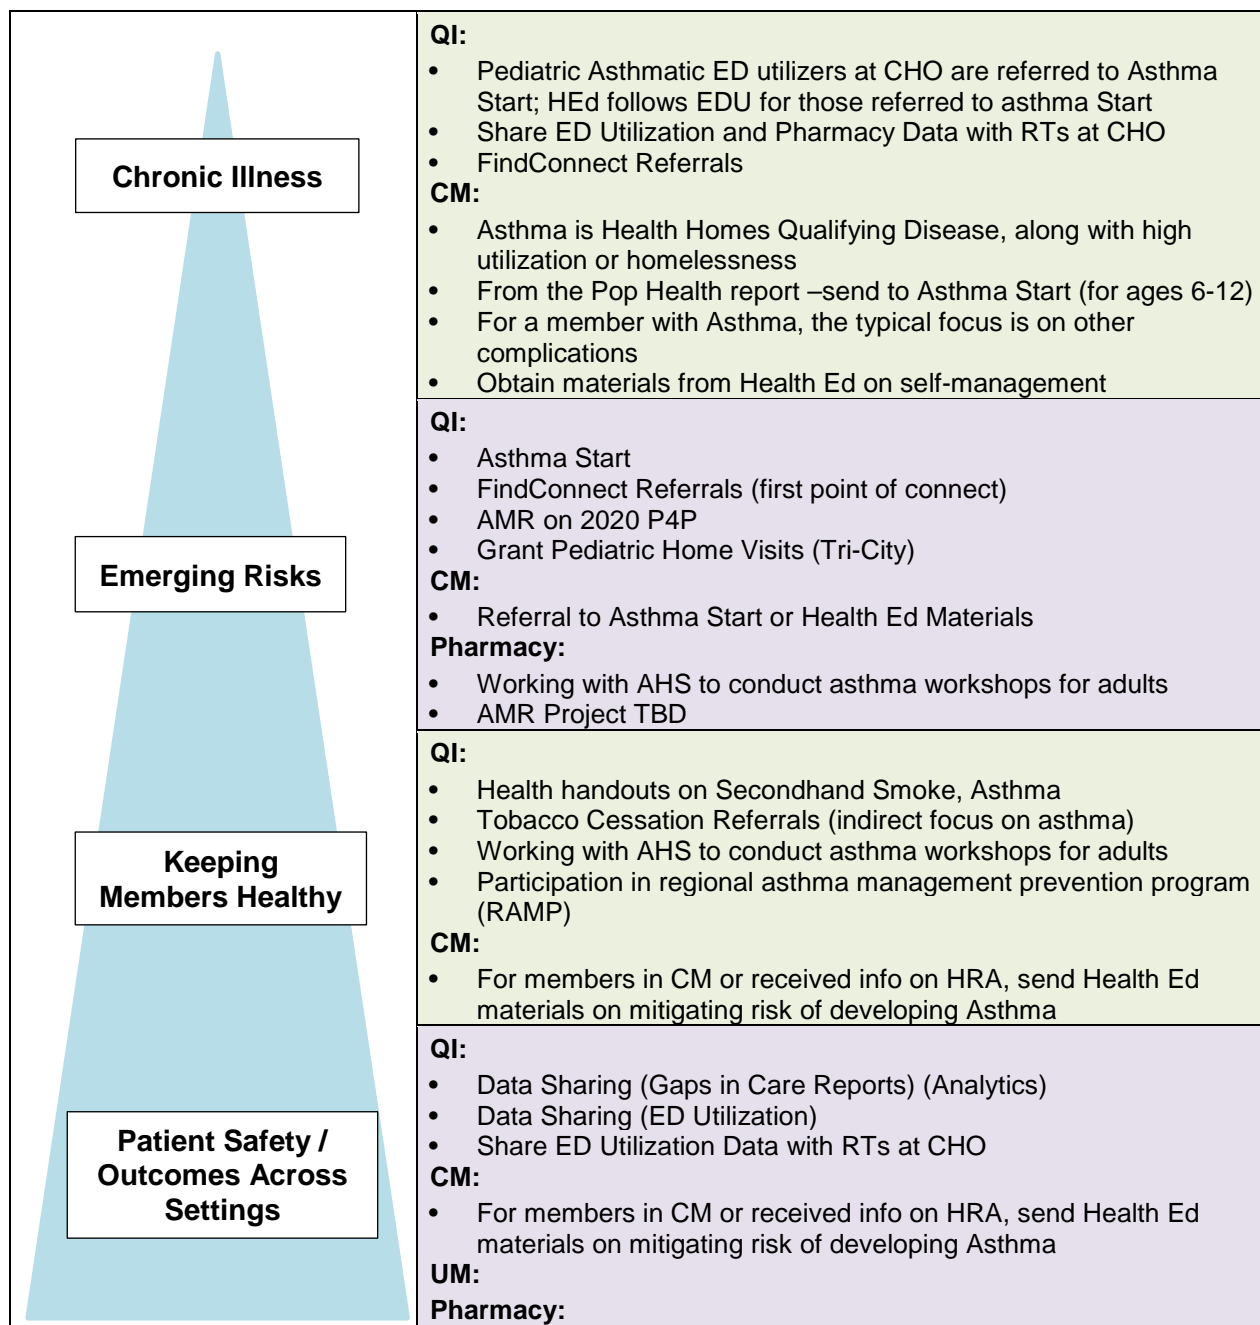 Chronic Illness
QI:
• Pediatric Asthmatic ED utilizers at CHO are referred to Asthma
Start; HEd follows EDU for those referred to asthma Start
• Share ED Utilization and Pharmacy Data with RTs at CHO
• FindConnect Referrals
CM:
• Asthma is Health Homes Qualifying Disease, along with high
utilization or homelessness
• From the Pop Health report –send to Asthma Start (for ages 6-12)
• For a member with Asthma, the typical focus is on other
complications
• Obtain materials from Health Ed on self-management
Emerging Risks
QI:
• Asthma Start
• FindConnect Referrals (first point of connect)
• AMR on 2020 P4P
• Grant Pediatric Home Visits (Tri-City)
CM:
• Referral to Asthma Start or Health Ed Materials
Pharmacy:
• Working with AHS to conduct asthma workshops for adults
• AMR Project TBD
Keeping
Members Healthy
QI:
• Health handouts on Secondhand Smoke, Asthma
• Tobacco Cessation Referrals (indirect focus on asthma)
• Working with AHS to conduct asthma workshops for adults
• Participation in regional asthma management prevention program
(RAMP)
CM:
• For members in CM or received info on HRA, send Health Ed
materials on mitigating risk of developing Asthma
Patient Safety /
Outcomes Across
Settings
QI:
• Data Sharing (Gaps in Care Reports) (Analytics)
• Data Sharing (ED Utilization)
• Share ED Utilization Data with RTs at CHO
CM:
• For members in CM or received info on HRA, send Health Ed
materials on mitigating risk of developing Asthma
UM:
Pharmacy: